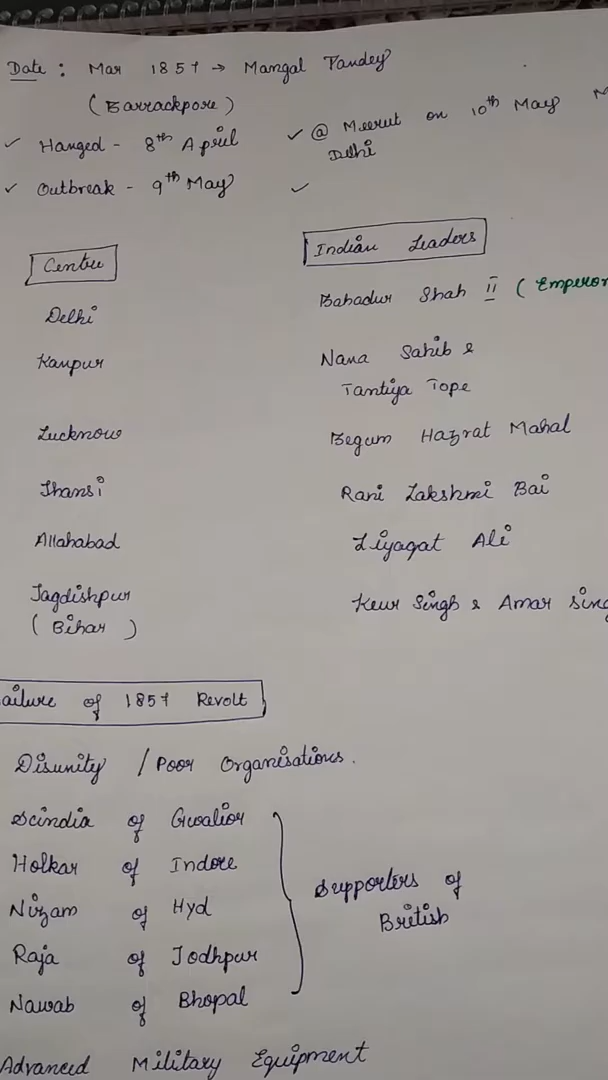 Date : Mar 1857 → Mangal Pandey
(Barrackpore)
✓ Hanged - 8th April
✓ @ Meerut on 10th May
Delhi
✓ Outbreak - 9th May
✓
Centre
Indian Leaders
Delhi
Bahadur Shah II (Emperor
Kanpur
Nana Sahib &
Tantiya Tope
Lucknow
Begum Hazrat Mahal
Jhansi
Rani Lakshmi Bai
Allahabad
Liyaqat Ali
Jagdishpur
(Bihar)
Keur Singh & Amar Sing
ailure of 1857 Revolt
Disunity / Poor Organisations.
Scindia of Gwalior
Holkar of Indore
Nizam of Hyd
Raja of Jodhpur
Nawab of Bhopal
Supporters of
British
Advanced Military Equipment